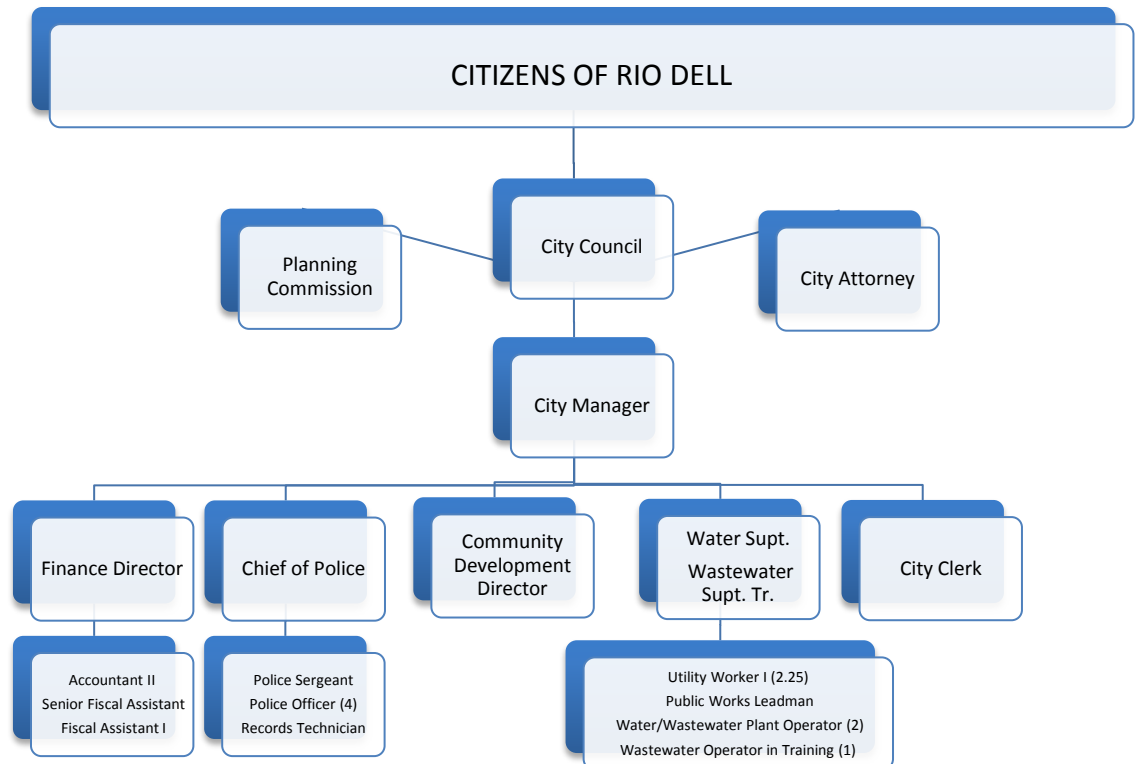 CITIZENS OF RIO DELL
City Council
Planning
Commission
City Attorney
City Manager
Finance Director
Chief of Police
Community
Development
Director
Water Supt.
Wastewater
Supt. Tr.
City Clerk
Accountant II
Senior Fiscal Assistant
Fiscal Assistant I
Police Sergeant
Police Officer (4)
Records Technician
Utility Worker I (2.25)
Public Works Leadman
Water/Wastewater Plant Operator (2)
Wastewater Operator in Training (1)